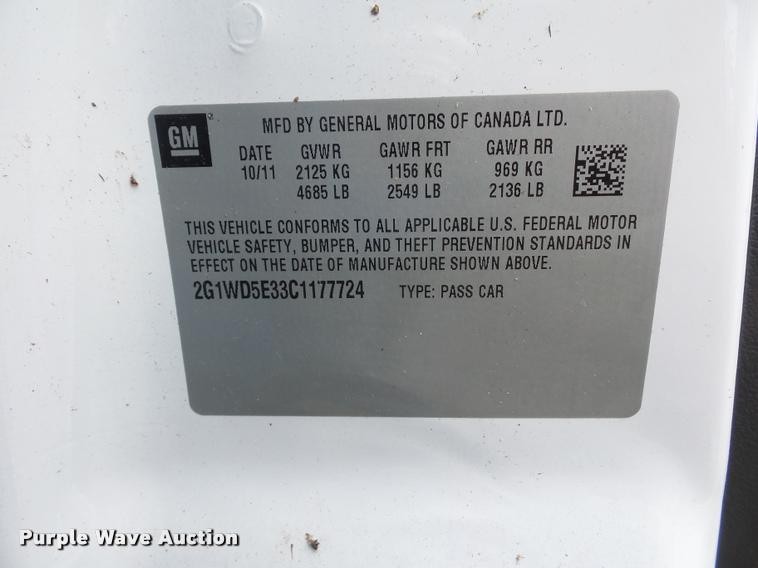 GM
MFD BY GENERAL MOTORS OF CANADA LTD.
DATE GVWR GAWR FRT GAWR RR
10/11 2125 KG 1156 KG 969 KG
4685 LB 2549 LB 2136 LB
THIS VEHICLE CONFORMS TO ALL APPLICABLE U.S. FEDERAL MOTOR
VEHICLE SAFETY, BUMPER, AND THEFT PREVENTION STANDARDS IN
EFFECT ON THE DATE OF MANUFACTURE SHOWN ABOVE.
2G1WD5E33C1177724 TYPE: PASS CAR
Purple Wave Auction